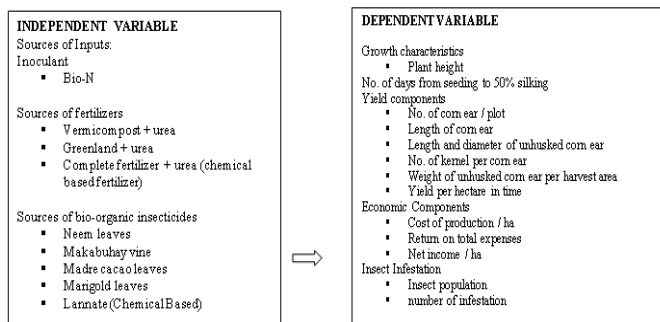 INDEPENDENT VARIABLE
Sources of Inputs:
Inoculant
▪ Bio-N
Sources of fertilizers
▪ Vermicompost + urea
▪ Greenland + urea
▪ Complete fertilizer + urea (chemical
based fertilizer)
Sources of bio-organic insecticides
▪ Neem leaves
▪ Makabuhay vine
▪ Madre cacao leaves
▪ Marigold leaves
▪ Lannate (Chemical Based)
DEPENDENT VARIABLE
Growth characteristics
▪ Plant height
No. of days from seeding to 50% silking
Yield components
▪ No. of corn ear / plot
▪ Length of corn ear
▪ Length and diameter of unhusked corn ear
▪ No. of kernel per corn ear
▪ Weight of unhusked corn ear per harvest area
▪ Yield per hectare in time
Economic Components
▪ Cost of production / ha
▪ Return on total expenses
▪ Net income / ha
Insect Infestation
▪ Insect population
▪ number of infestation